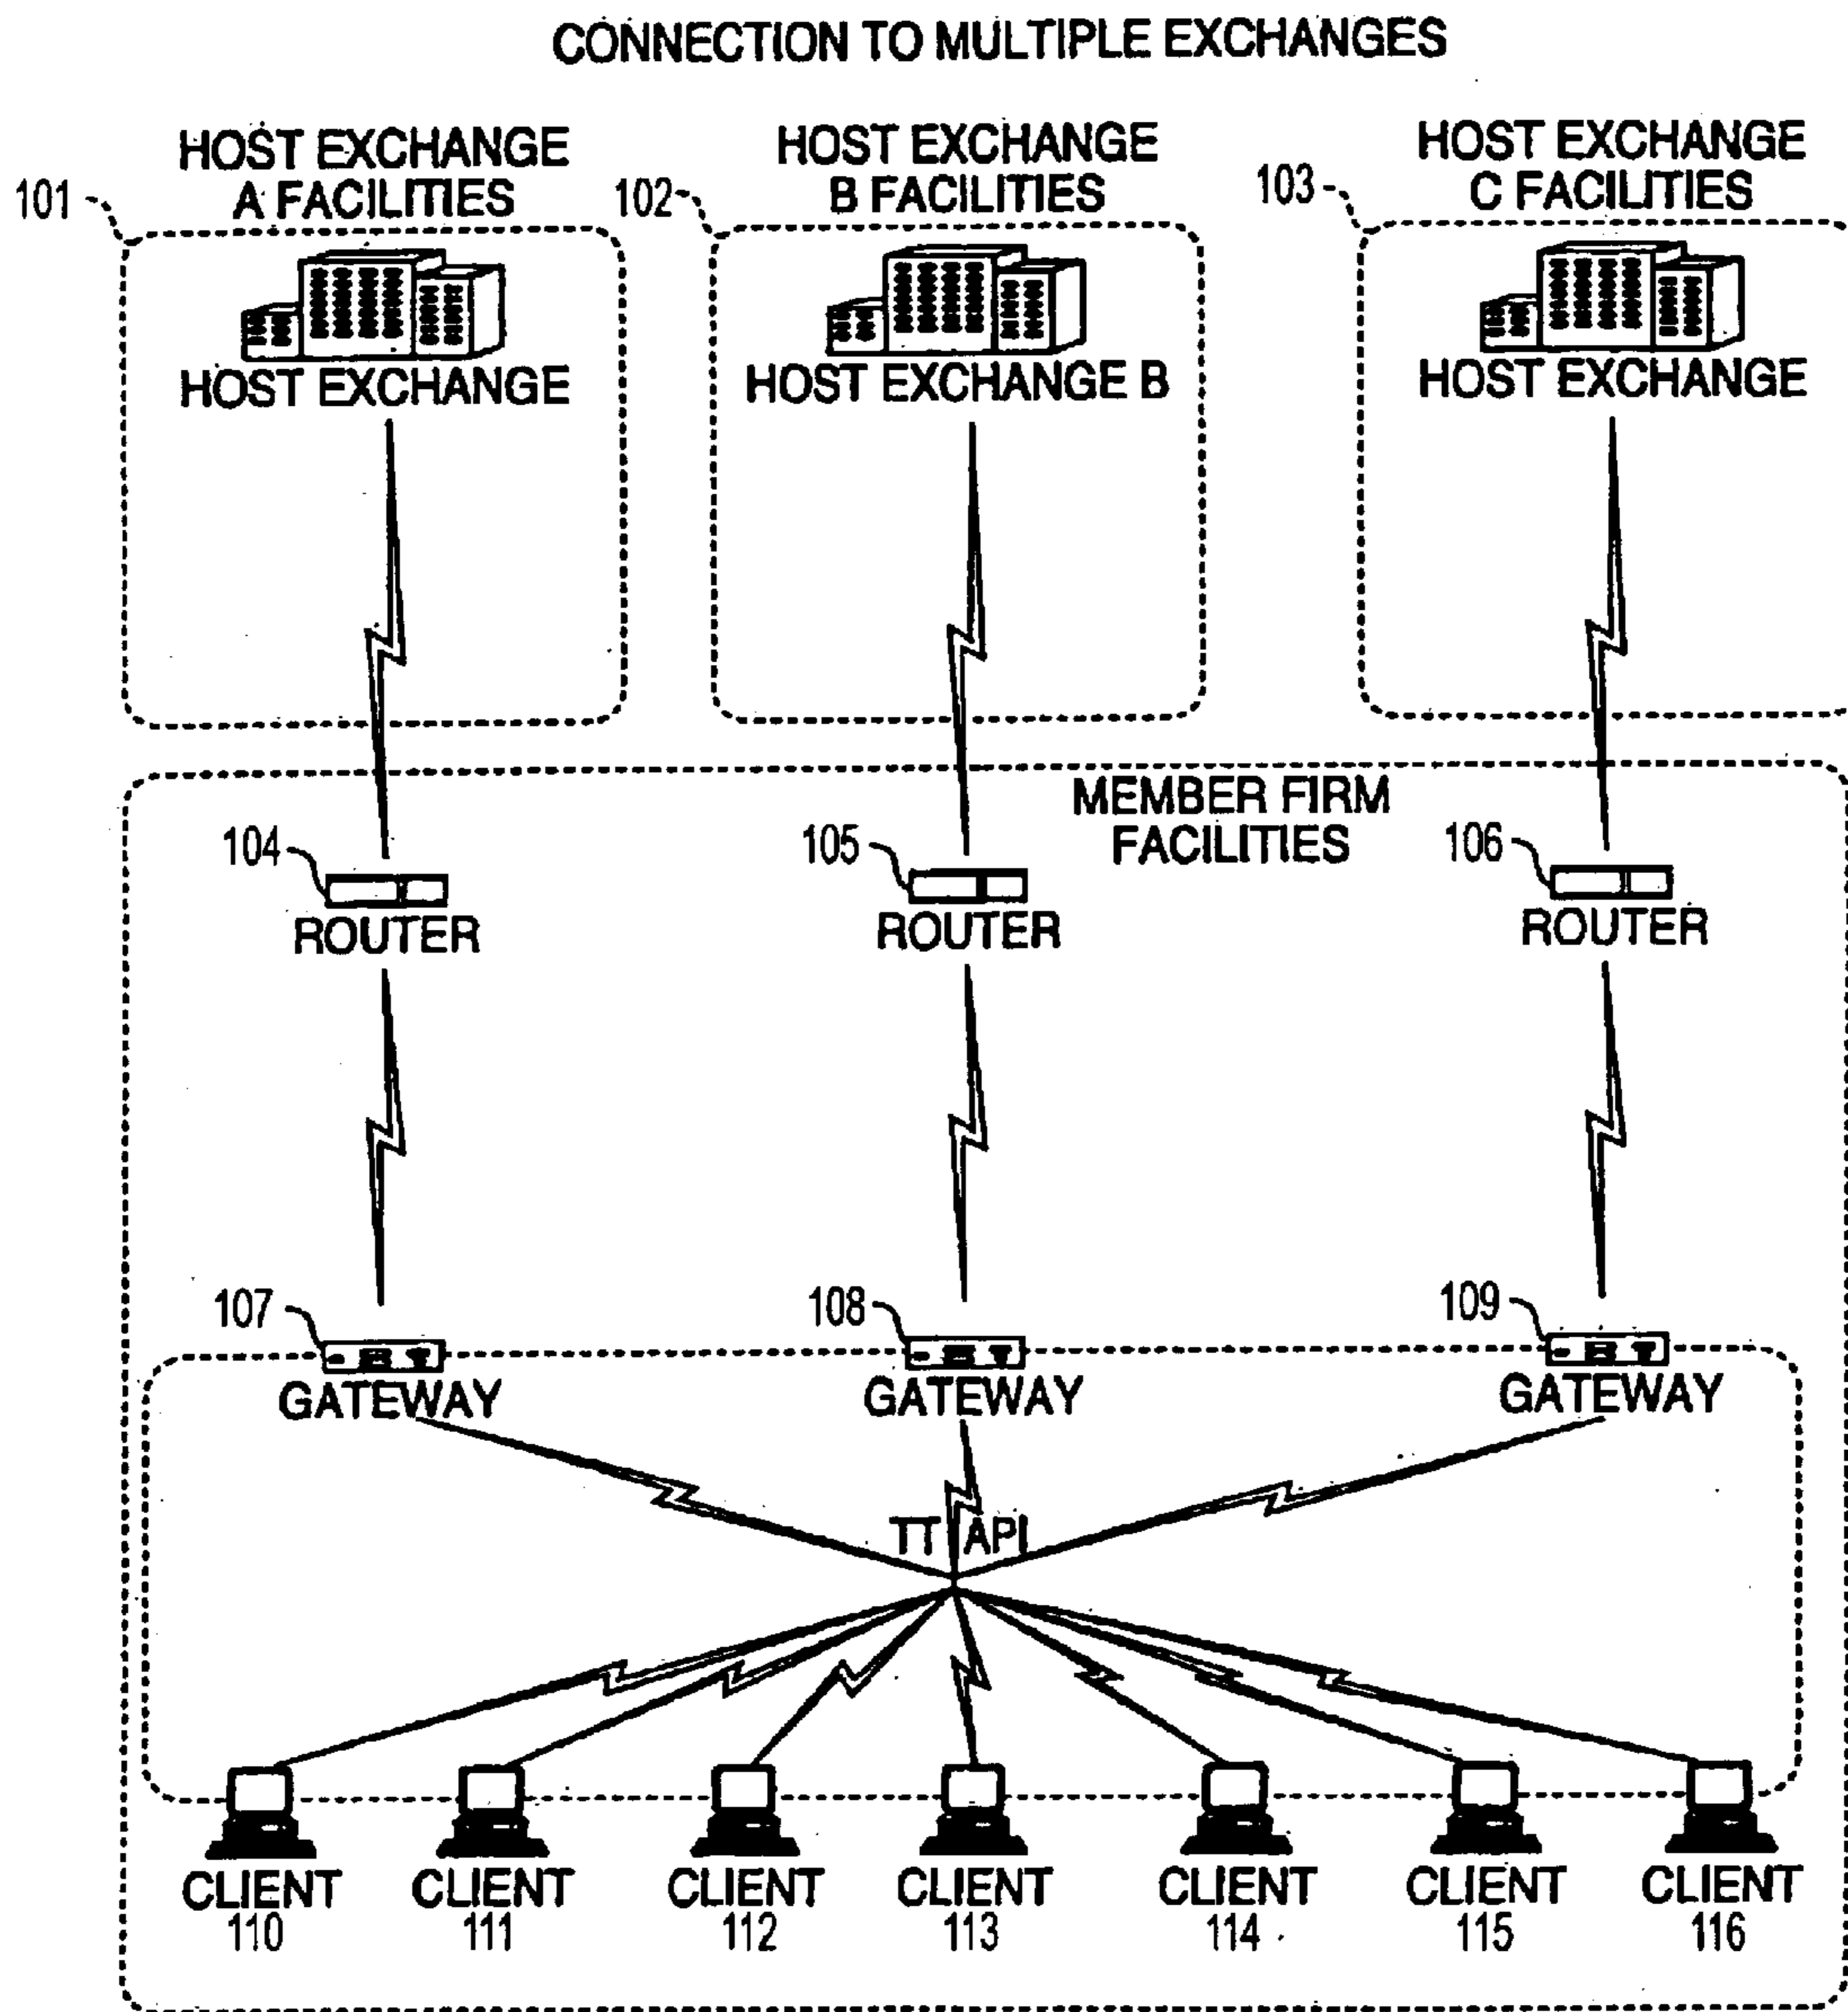 CONNECTION TO MULTIPLE EXCHANGES
HOST EXCHANGE
A FACILITIES
HOST EXCHANGE
B FACILITIES
HOST EXCHANGE
C FACILITIES
101
102
103
HOST EXCHANGE
HOST EXCHANGE B
HOST EXCHANGE
MEMBER FIRM
FACILITIES
104
105
106
ROUTER
ROUTER
ROUTER
107
108
109
GATEWAY
GATEWAY
GATEWAY
TT API
CLIENT
110
CLIENT
111
CLIENT
112
CLIENT
113
CLIENT
114
CLIENT
115
CLIENT
116